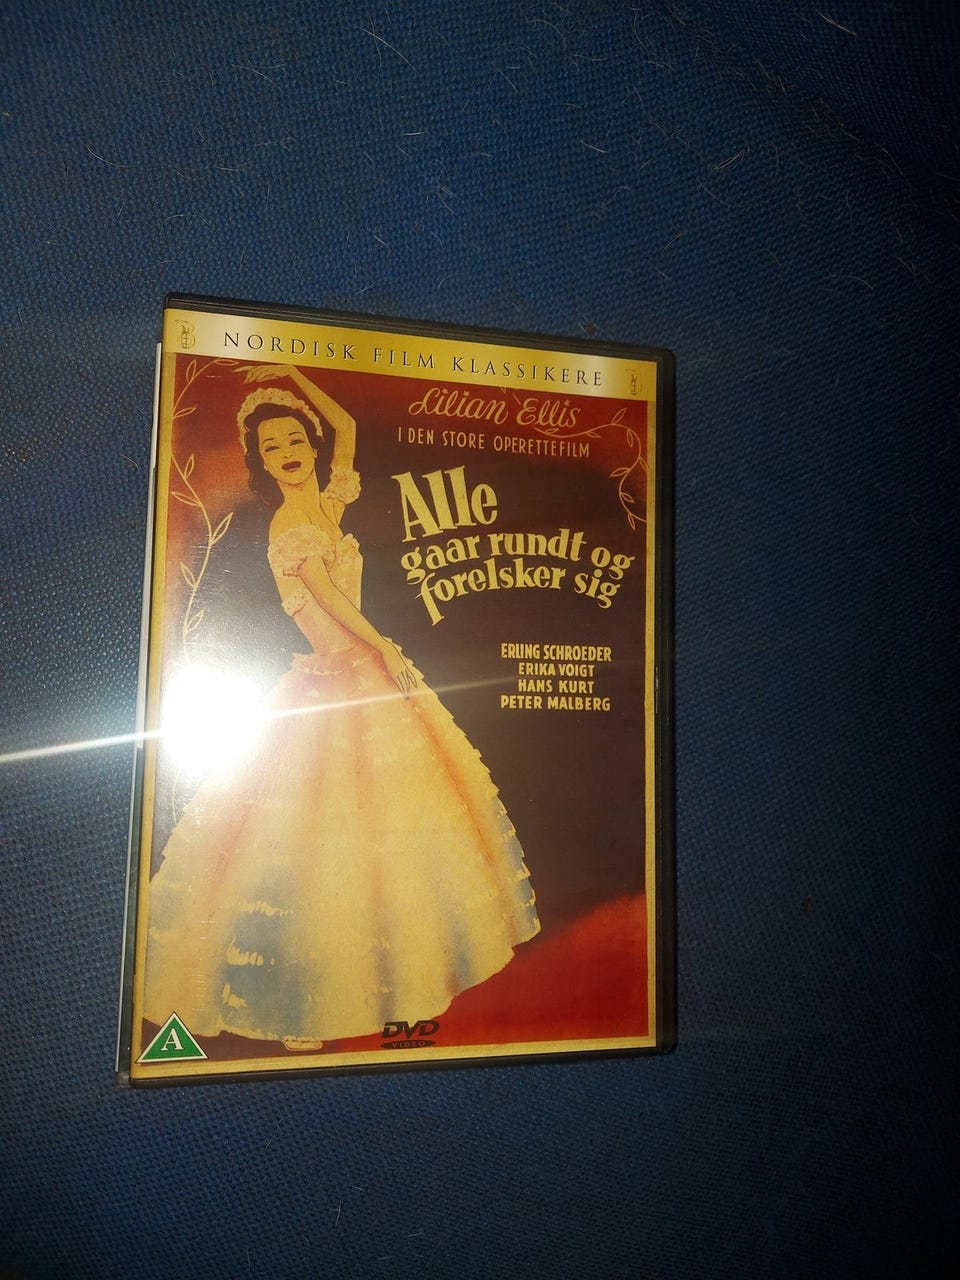 NORDISK FILM KLASSIKERE
Lilian Ellis
I DEN STORE OPERETTEFILM
Alle
gaar rundt og
forelsker sig
ERLING SCHROEDER
ERIKA VOIGT
HANS KURT
PETER MALBERG
A
DVD
VIDEO